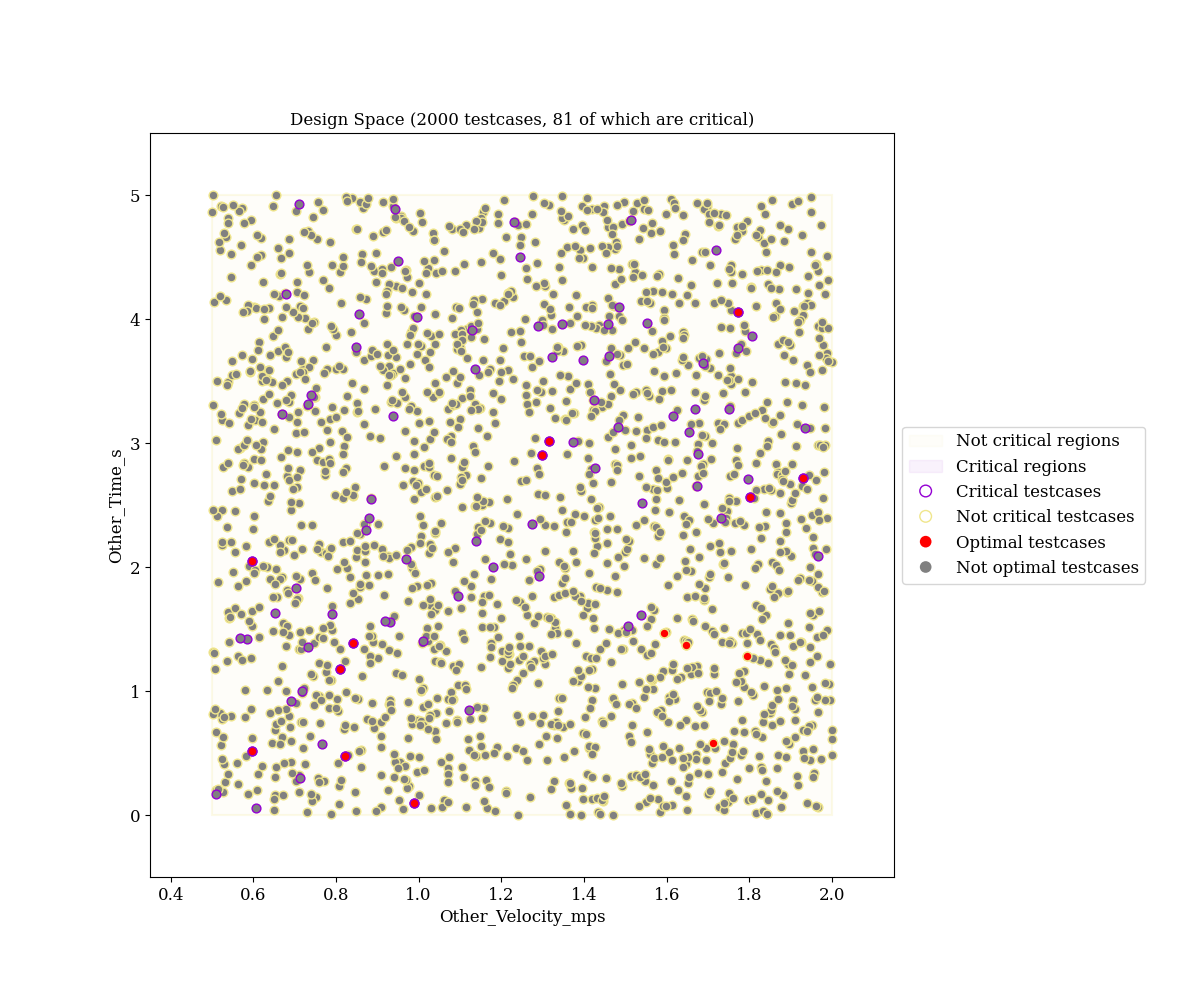 Design Space (2000 testcases, 81 of which are critical)
5
4
3
2
1
0
Other_Time_s
0.4 0.6 0.8 1.0 1.2 1.4 1.6 1.8 2.0
Other_Velocity_mps
Not critical regions
Critical regions
Critical testcases
Not critical testcases
Optimal testcases
Not optimal testcases